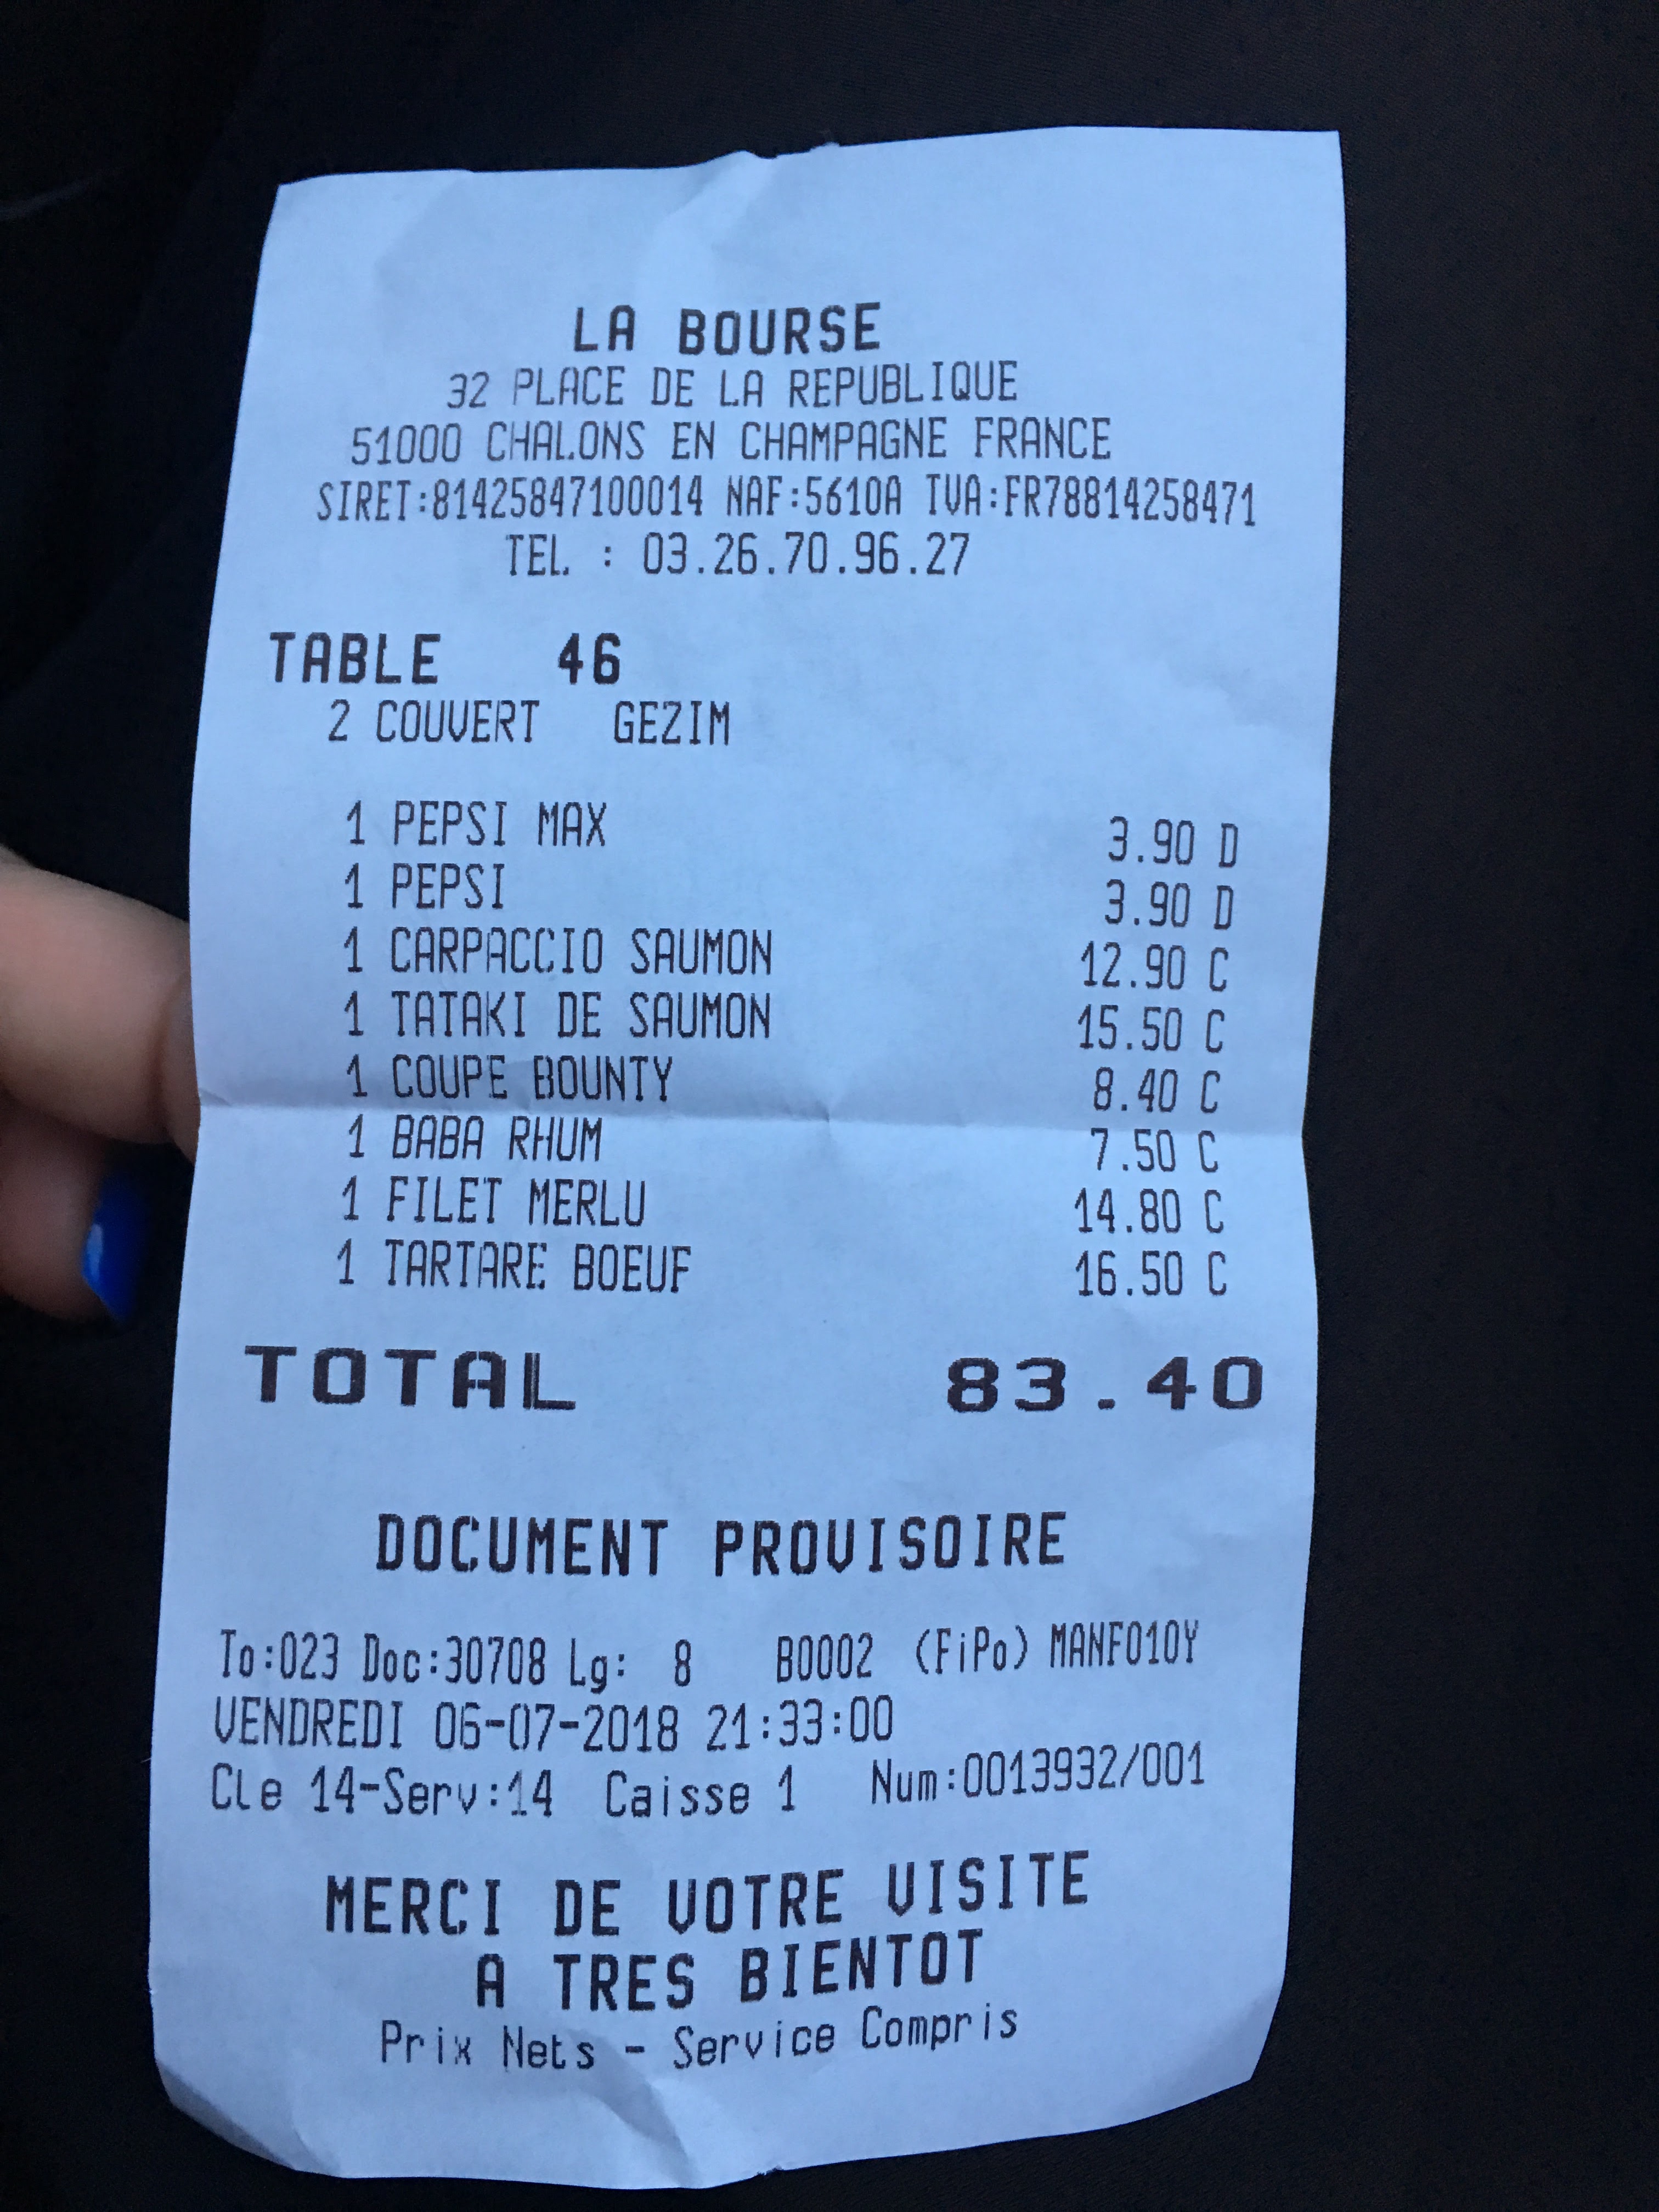 LA BOURSE
32 PLACE DE LA REPUBLIQUE
51000 CHALONS EN CHAMPAGNE FRANCE
SIRET:81425847100014 NAF:5610A TVA:FR78814258471
TEL : 03.26.70.96.27
TABLE 46
2 COUVERT GEZIM
1 PEPSI MAX 3.90 D
1 PEPSI 3.90 D
1 CARPACCIO SAUMON 12.90 C
1 TATAKI DE SAUMON 15.50 C
1 COUPE BOUNTY 8.40 C
1 BABA RHUM 7.50 C
1 FILET MERLU 14.80 C
1 TARTARE BOEUF 16.50 C
TOTAL 83.40
DOCUMENT PROVISOIRE
To:023 Doc:30708 Lg: 8 B0002 (FiPo) MANF010Y
VENDREDI 06-07-2018 21:33:00
Cle 14-Serv:14 Caisse 1 Num:0013932/001
MERCI DE VOTRE VISITE
A TRES BIENTOT
Prix Nets - Service Compris